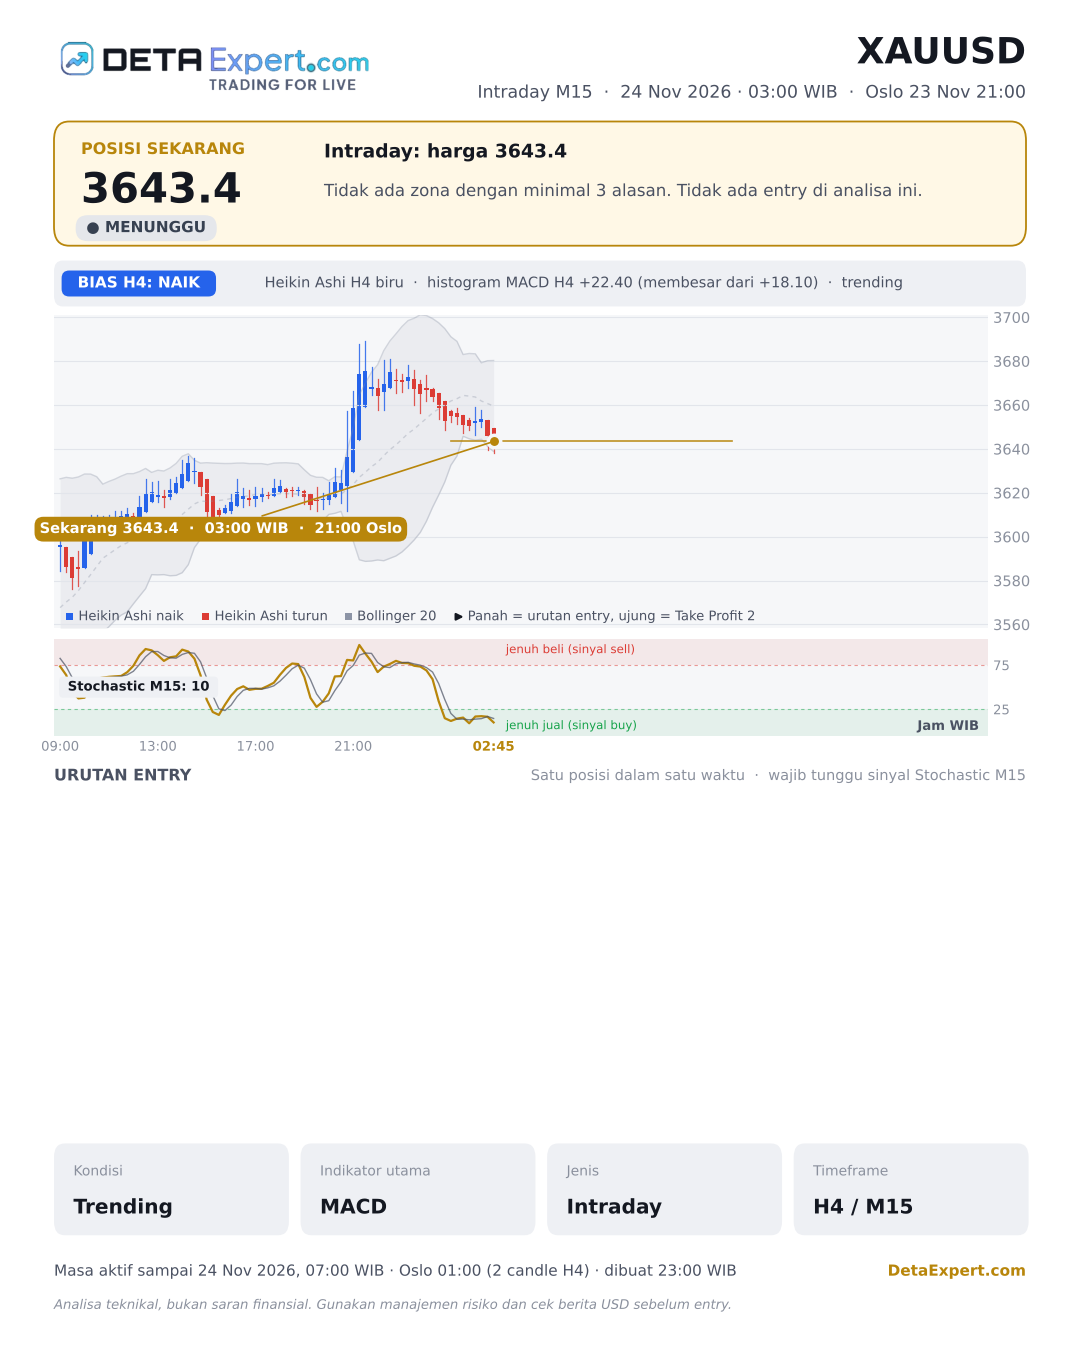 DETA Expert.com
TRADING FOR LIVE
XAUUSD
Intraday M15 · 24 Nov 2026 · 03:00 WIB · Oslo 23 Nov 21:00
POSISI SEKARANG
3643.4
MENUNGGU
Intraday: harga 3643.4
Tidak ada zona dengan minimal 3 alasan. Tidak ada entry di analisa ini.
BIAS H4: NAIK
Heikin Ashi H4 biru · histogram MACD H4 +22.40 (membesar dari +18.10) · trending
3700
3680
3660
3640
3620
3600
3580
3560
Sekarang 3643.4 · 03:00 WIB · 21:00 Oslo
Heikin Ashi naik
Heikin Ashi turun
Bollinger 20
Panah = urutan entry, ujung = Take Profit 2
jenuh beli (sinyal sell)
75
Stochastic M15: 10
25
jenuh jual (sinyal buy)
Jam WIB
09:00 13:00 17:00 21:00 02:45
URUTAN ENTRY
Satu posisi dalam satu waktu · wajib tunggu sinyal Stochastic M15
Kondisi
Trending
Indikator utama
MACD
Jenis
Intraday
Timeframe
H4 / M15
Masa aktif sampai 24 Nov 2026, 07:00 WIB · Oslo 01:00 (2 candle H4) · dibuat 23:00 WIB
DetaExpert.com
Analisa teknikal, bukan saran finansial. Gunakan manajemen risiko dan cek berita USD sebelum entry.